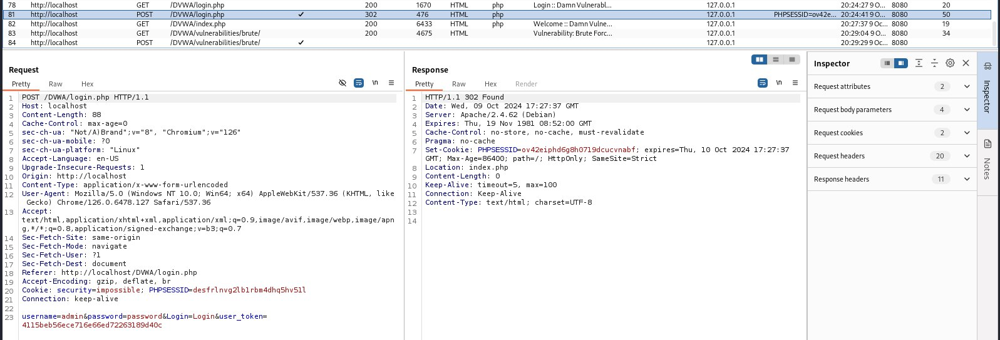 78 http://localhost GET /DVWA/login.php 200 1670 HTML php Login :: Damn Vulnerabl... 127.0.0.1 20:24:27 9 Oc... 8080 20
81 http://localhost POST /DVWA/login.php ✓ 302 476 HTML php 127.0.0.1 PHPSESSID=ov42e... 20:24:41 9 Oc... 8080 50
82 http://localhost GET /DVWA/index.php 200 6433 HTML php Welcome :: Damn Vulne... 127.0.0.1 20:27:37 9 Oc... 8080 19
83 http://localhost GET /DVWA/vulnerabilities/brute/ 200 4675 HTML Vulnerability: Brute Forc... 127.0.0.1 20:29:04 9 Oc... 8080 34
84 http://localhost POST /DVWA/vulnerabilities/brute/ ✓ 127.0.0.1 20:29:29 9 Oc... 8080
Request
Pretty Raw Hex \n
1 POST /DVWA/login.php HTTP/1.1
2 Host: localhost
3 Content-Length: 88
4 Cache-Control: max-age=0
5 sec-ch-ua: "Not/A)Brand";v="8", "Chromium";v="126"
6 sec-ch-ua-mobile: ?0
7 sec-ch-ua-platform: "Linux"
8 Accept-Language: en-US
9 Upgrade-Insecure-Requests: 1
10 Origin: http://localhost
11 Content-Type: application/x-www-form-urlencoded
12 User-Agent: Mozilla/5.0 (Windows NT 10.0; Win64; x64) AppleWebKit/537.36 (KHTML, like
Gecko) Chrome/126.0.6478.127 Safari/537.36
13 Accept:
text/html,application/xhtml+xml,application/xml;q=0.9,image/avif,image/webp,image/apn
g,*/*;q=0.8,application/signed-exchange;v=b3;q=0.7
14 Sec-Fetch-Site: same-origin
15 Sec-Fetch-Mode: navigate
16 Sec-Fetch-User: ?1
17 Sec-Fetch-Dest: document
18 Referer: http://localhost/DVWA/login.php
19 Accept-Encoding: gzip, deflate, br
20 Cookie: security=impossible; PHPSESSID=desfrlnvg2lb1rbm4dhq5hv51l
21 Connection: keep-alive
22
23 username=admin&password=password&Login=Login&user_token=
4115beb56ece716e66ed72263189d40c
Response
Pretty Raw Hex Render \n
1 HTTP/1.1 302 Found
2 Date: Wed, 09 Oct 2024 17:27:37 GMT
3 Server: Apache/2.4.62 (Debian)
4 Expires: Thu, 19 Nov 1981 08:52:00 GMT
5 Cache-Control: no-store, no-cache, must-revalidate
6 Pragma: no-cache
7 Set-Cookie: PHPSESSID=ov42eiphd6g8h0719dcucvnabf; expires=Thu, 10 Oct 2024 17:27:37
GMT; Max-Age=86400; path=/; HttpOnly; SameSite=Strict
8 Location: index.php
9 Content-Length: 0
10 Keep-Alive: timeout=5, max=100
11 Connection: Keep-Alive
12 Content-Type: text/html; charset=UTF-8
13
14
Inspector
Request attributes 2
Request body parameters 4
Request cookies 2
Request headers 20
Response headers 11
Inspector
Notes